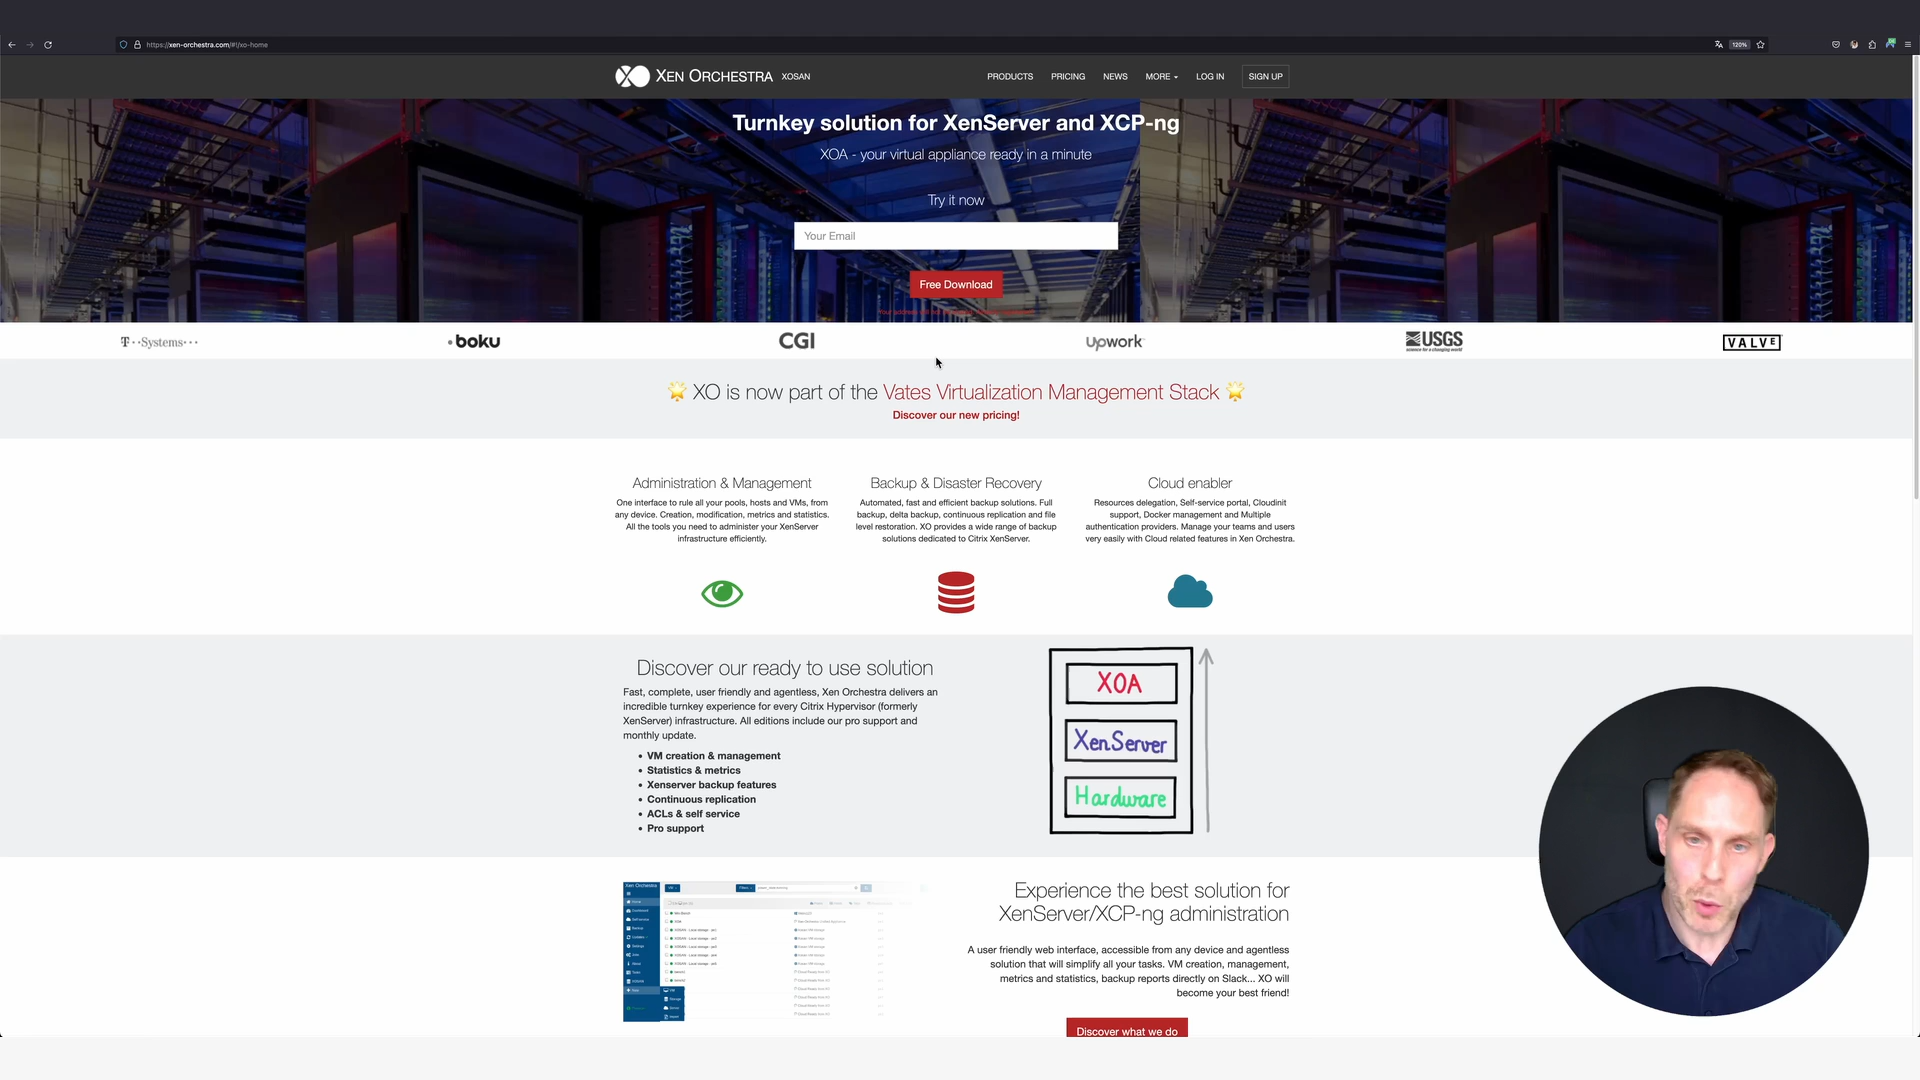 https://xen-orchestra.com/#!/xo-home
120%
XEN ORCHESTRA
XOSAN
PRODUCTS
PRICING
NEWS
MORE
LOG IN
SIGN UP
Turnkey solution for XenServer and XCP-ng
XOA - your virtual appliance ready in a minute
Try it now
Your Email
Free Download
T··Systems···
boku
CGI
Upwork
USGS
science for a changing world
VALVE
XO is now part of the Vates Virtualization Management Stack
Discover our new pricing!
Administration & Management
One interface to rule all your pools, hosts and VMs, from
any device. Creation, modification, metrics and statistics.
All the tools you need to administer your XenServer
infrastructure efficiently.
Backup & Disaster Recovery
Automated, fast and efficient backup solutions. Full
backup, delta backup, continuous replication and file
level restoration. XO provides a wide range of backup
solutions dedicated to Citrix XenServer.
Cloud enabler
Resources delegation, Self-service portal, Cloudinit
support, Docker management and Multiple
authentication providers. Manage your teams and users
very easily with Cloud related features in Xen Orchestra.
Discover our ready to use solution
Fast, complete, user friendly and agentless, Xen Orchestra delivers an
incredible turnkey experience for every Citrix Hypervisor (formerly
XenServer) infrastructure. All editions include our pro support and
monthly update.
• VM creation & management
• Statistics & metrics
• Xenserver backup features
• Continuous replication
• ACLs & self service
• Pro support
XOA
XenServer
Hardware
Xen Orchestra
Experience the best solution for
XenServer/XCP-ng administration
A user friendly web interface, accessible from any device and agentless
solution that will simplify all your tasks. VM creation, management,
metrics and statistics, backup reports directly on Slack... XO will
become your best friend!
Discover what we do